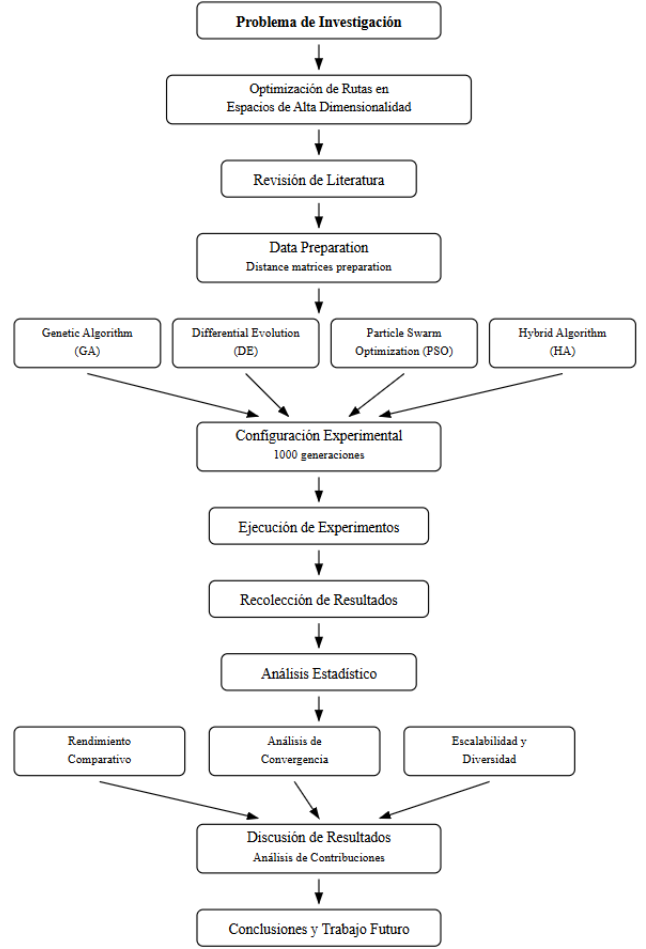 Problema de Investigación
Optimización de Rutas en
Espacios de Alta Dimensionalidad
Revisión de Literatura
Data Preparation
Distance matrices preparation
Genetic Algorithm
(GA)
Differential Evolution
(DE)
Particle Swarm
Optimization (PSO)
Hybrid Algorithm
(HA)
Configuración Experimental
1000 generaciones
Ejecución de Experimentos
Recolección de Resultados
Análisis Estadístico
Rendimiento
Comparativo
Análisis de
Convergencia
Escalabilidad y
Diversidad
Discusión de Resultados
Análisis de Contribuciones
Conclusiones y Trabajo Futuro